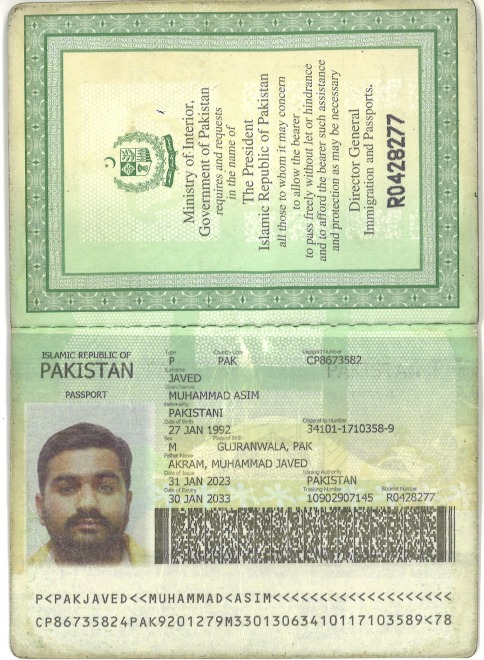 Ministry of Interior,
Government of Pakistan
requires and requests
in the name of
The President
Islamic Republic of Pakistan
all those to whom it may concern
to allow the bearer
to pass freely without let or hindrance
and to afford the bearer such assistance
and protection as may be necessary
Director General
Immigration and Passports.
R0428277
ISLAMIC REPUBLIC OF
PAKISTAN
PASSPORT
Type Country Code Passport Number
P PAK CP8673582
Surname
JAVED
Given Names
MUHAMMAD ASIM
Nationality
PAKISTANI
Date of Birth Citizenship Number
27 JAN 1992 34101-1710358-9
Sex Place of Birth
M GUJRANWALA, PAK
Father Name
AKRAM, MUHAMMAD JAVED
Date of Issue Issuing Authority
31 JAN 2023 PAKISTAN
Date of Expiry Tracking Number Booklet Number
30 JAN 2033 10902907145 R0428277
P<PAKJAVED<<MUHAMMAD<ASIM<<<<<<<<<<<<<<<<<<<
CP86735824PAK9201279M33013063410117103589<78